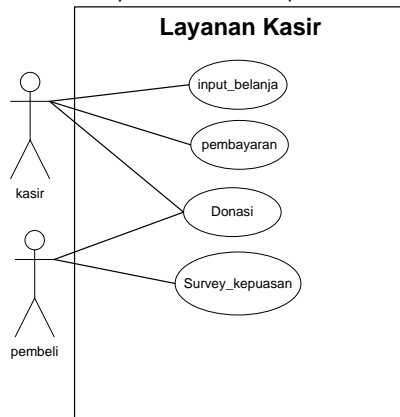 Layanan Kasir
input_belanja
pembayaran
kasir
Donasi
Survey_kepuasan
pembeli